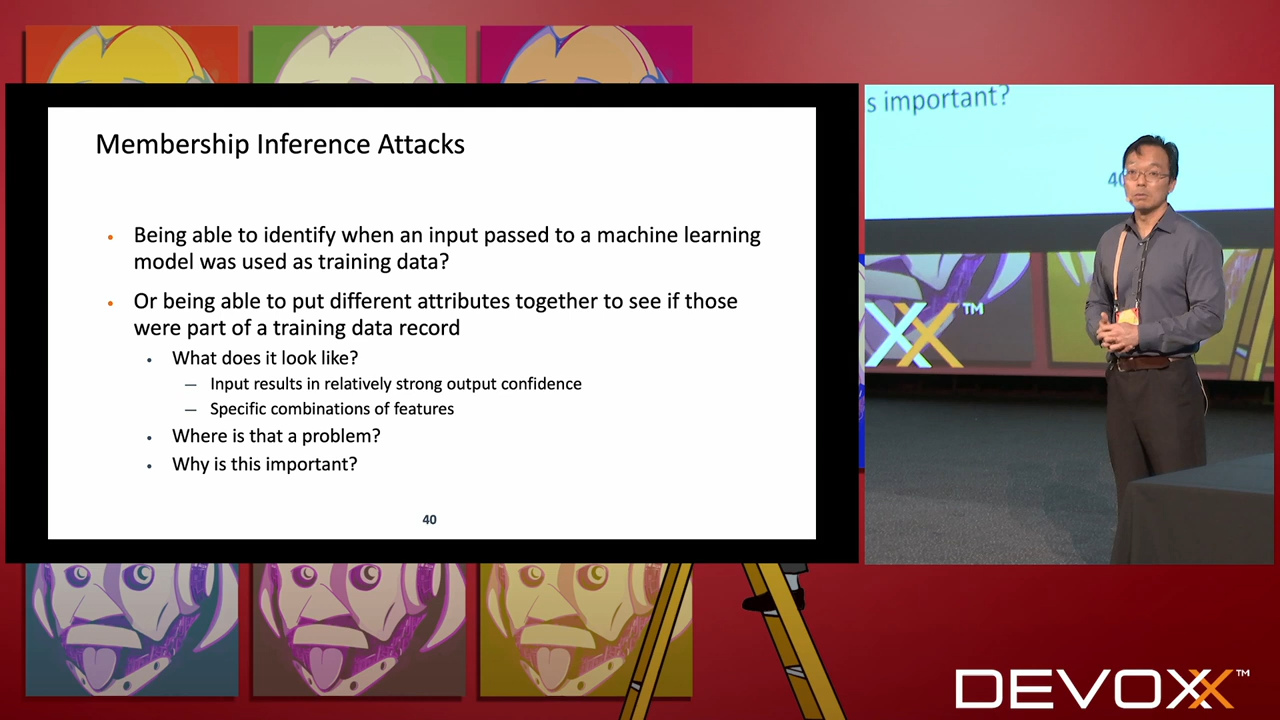 Membership Inference Attacks
• Being able to identify when an input passed to a machine learning
model was used as training data?
• Or being able to put different attributes together to see if those
were part of a training data record
• What does it look like?
— Input results in relatively strong output confidence
— Specific combinations of features
• Where is that a problem?
• Why is this important?
40
s important?
40
XX™
DEVOXX™